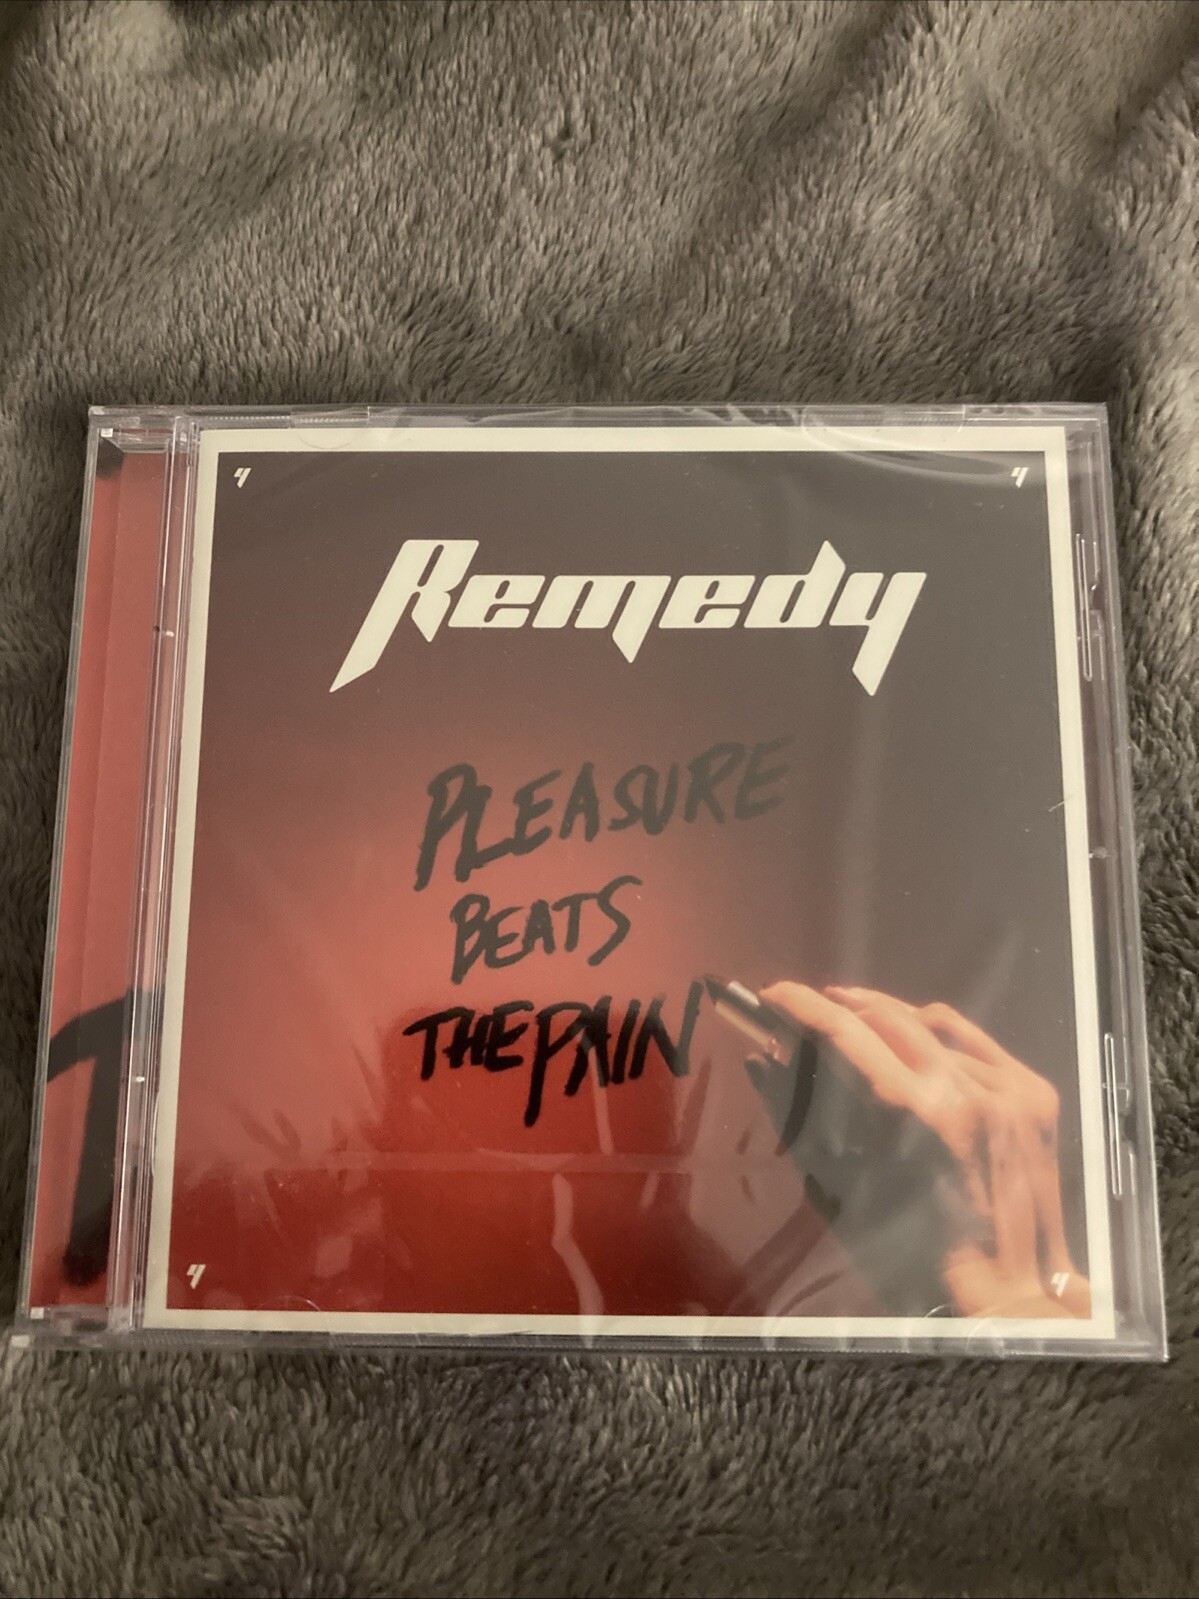 Remedy
PLEASURE
BEATS
THE PAIN